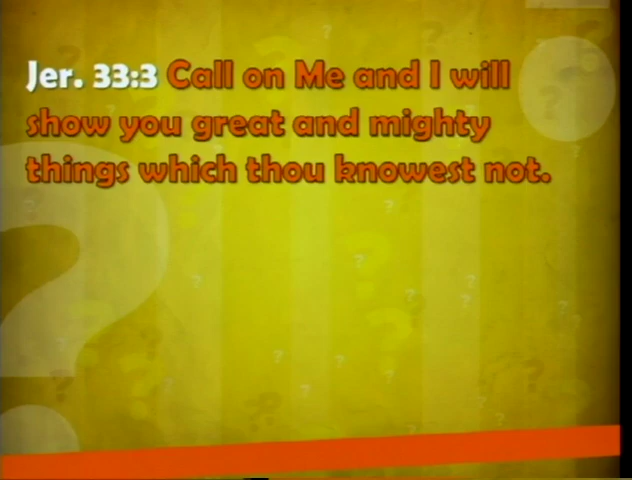 Jer. 33:3 Call on Me and I will
show you great and mighty
things which thou knowest not.